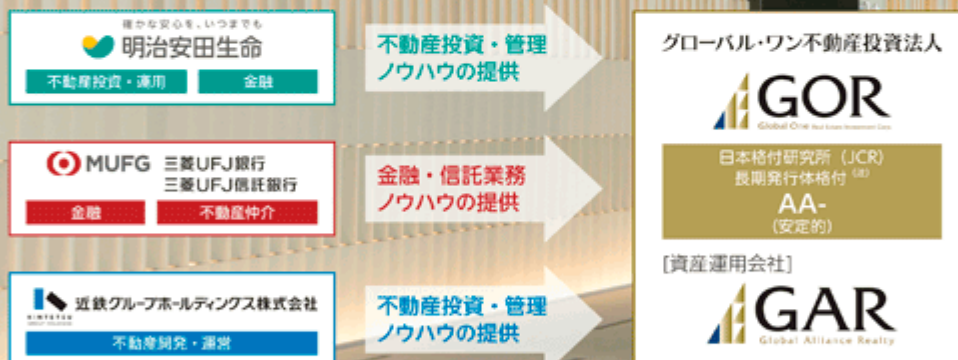 確かな安心を、いつまでも
明治安田生命
不動産投資・運用
金融
不動産投資・管理
ノウハウの提供
MUFG
三菱UFJ銀行
三菱UFJ信託銀行
金融
不動産仲介
金融・信託業務
ノウハウの提供
KINTETSU
GROUP HOLDINGS
近鉄グループホールディングス株式会社
不動産開発・運営
不動産投資・管理
ノウハウの提供
グローバル・ワン不動産投資法人
GOR
Global One Real Estate Investment Corp.
日本格付研究所(JCR)
長期発行体格付(注)
AA-
(安定的)
[資産運用会社]
GAR
Global Alliance Realty